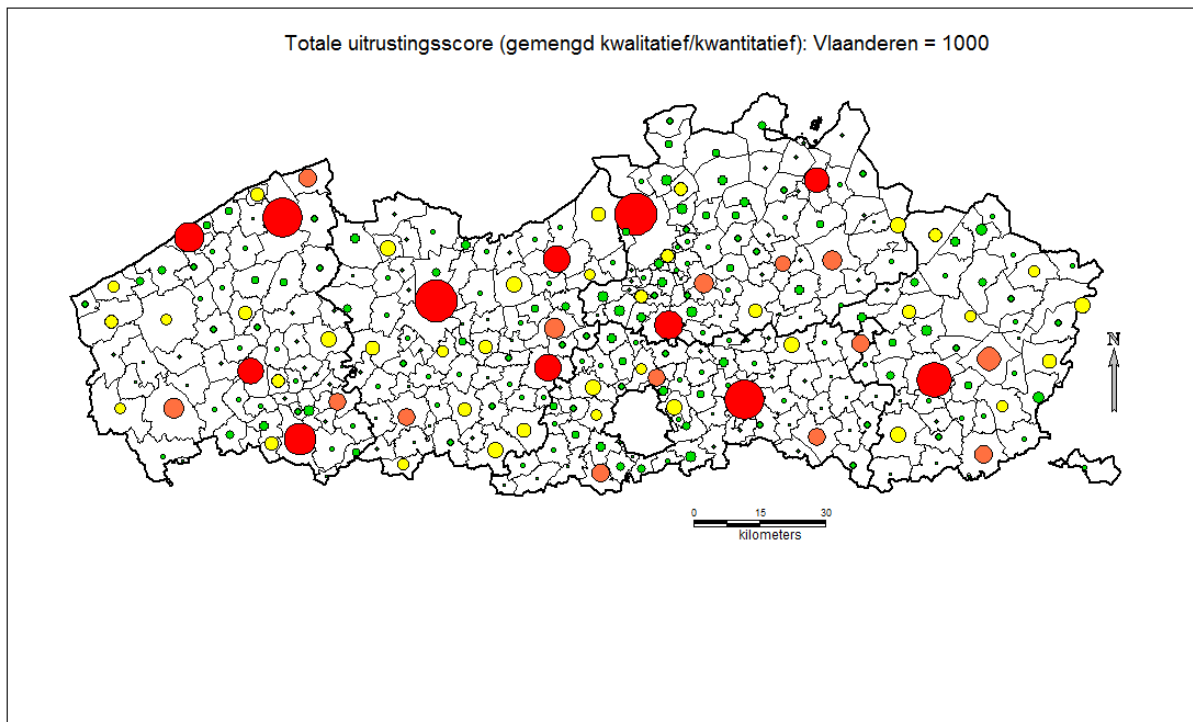 Totale uitrustingsscore (gemengd kwalitatief/kwantitatief): Vlaanderen = 1000
N
0 15 30
kilometers